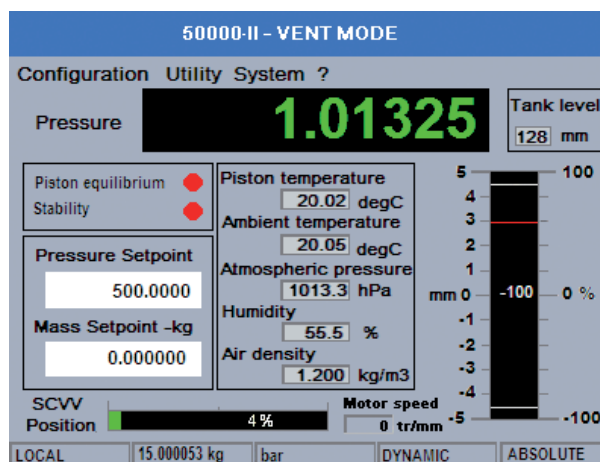 50000-II – VENT MODE
Configuration Utility System ?
Pressure 1.01325
Tank level
128 mm
Piston equilibrium
Stability
Pressure Setpoint
500.0000
Mass Setpoint -kg
0.000000
Piston temperature
20.02 degC
Ambient temperature
20.05 degC
Atmospheric pressure
1013.3 hPa
Humidity
55.5 %
Air density
1.200 kg/m3
5 100
4
3
2
1
mm 0 -100 0 %
-1
-2
-3
-4
-5 -100
SCVV
Position
4%
Motor speed
0 tr/mm
LOCAL 15.000053 kg bar DYNAMIC ABSOLUTE